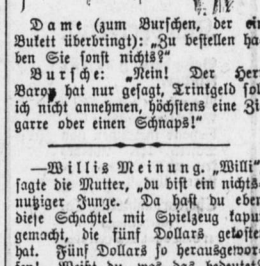 Dame (zum Burschen, der ein
Bukett überbringt): „Zu bestellen ha=
ben Sie sonst nichts?“
Bursche: „Nein! Der Herr
Baron hat nur gesagt, Trinkgeld soll
ich nicht annehmen, höchstens eine Zi=
garre oder einen Schnaps!“
—Willis Meinung. „Willi“
sagte die Mutter, „du bist ein nichts=
nutziger Junge. Da hast du eben
diese Schachtel mit Spielzeug kaput
gemacht, die fünf Dollars gekostet
hat. Fünf Dollars so herausgewor=